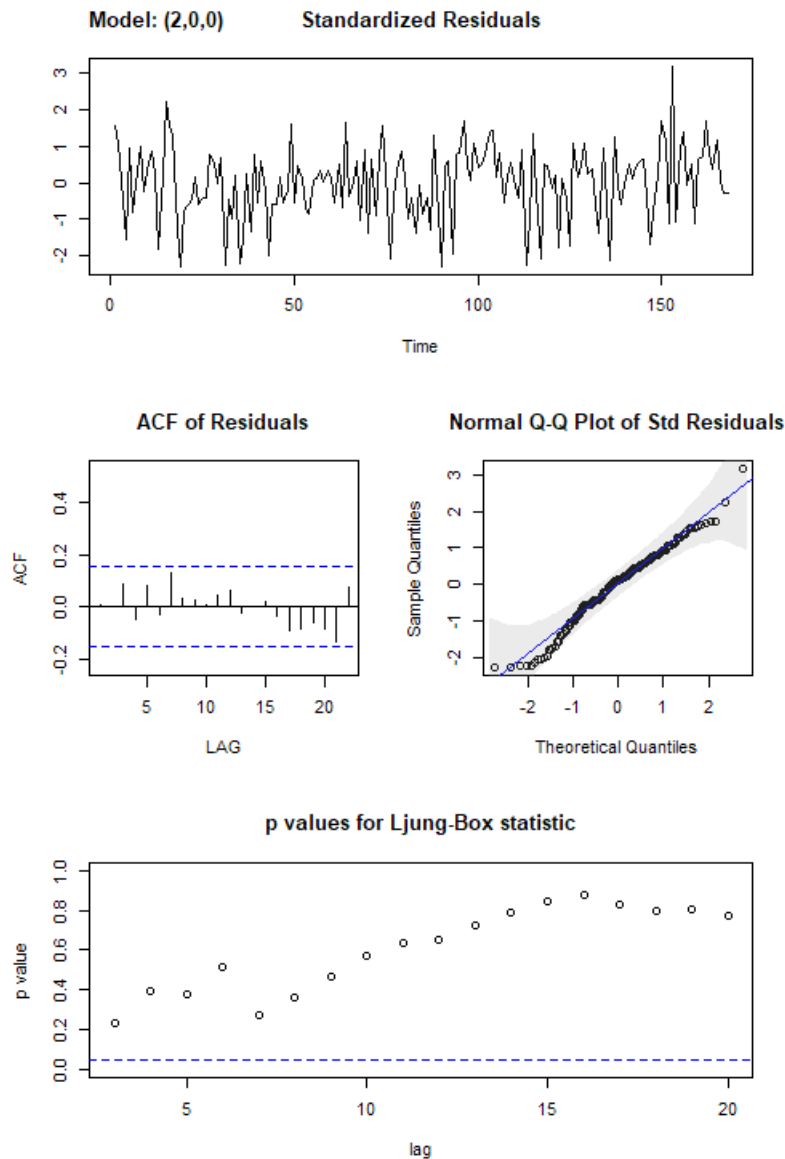 Model: (2,0,0) Standardized Residuals
3
2
1
0
-1
-2
0 50 100 150
Time
ACF of Residuals
ACF
0.4
0.2
0.0
-0.2
5 10 15 20
LAG
Normal Q-Q Plot of Std Residuals
Sample Quantiles
3
2
1
0
-1
-2
-2 -1 0 1 2
Theoretical Quantiles
p values for Ljung-Box statistic
p value
1.0
0.8
0.6
0.4
0.2
0.0
5 10 15 20
lag